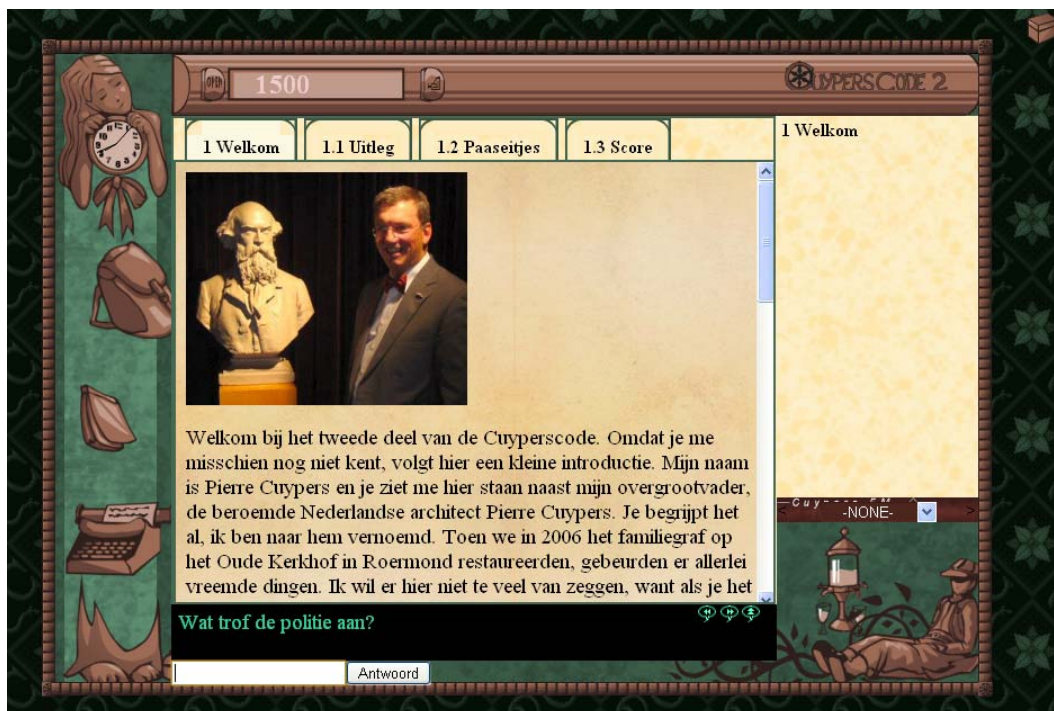 OPEN
1500
CUYPERSCODE 2
1 Welkom
1.1 Uitleg
1.2 Paaseitjes
1.3 Score
1 Welkom
Welkom bij het tweede deel van de Cuyperscode. Omdat je me
misschien nog niet kent, volgt hier een kleine introductie. Mijn naam
is Pierre Cuypers en je ziet me hier staan naast mijn overgrootvader,
de beroemde Nederlandse architect Pierre Cuypers. Je begrijpt het
al, ik ben naar hem vernoemd. Toen we in 2006 het familiegraf op
het Oude Kerkhof in Roermond restaureerden, gebeurden er allerlei
vreemde dingen. Ik wil er hier niet te veel van zeggen, want als je het
< -NONE- >
Wat trof de politie aan?
Antwoord